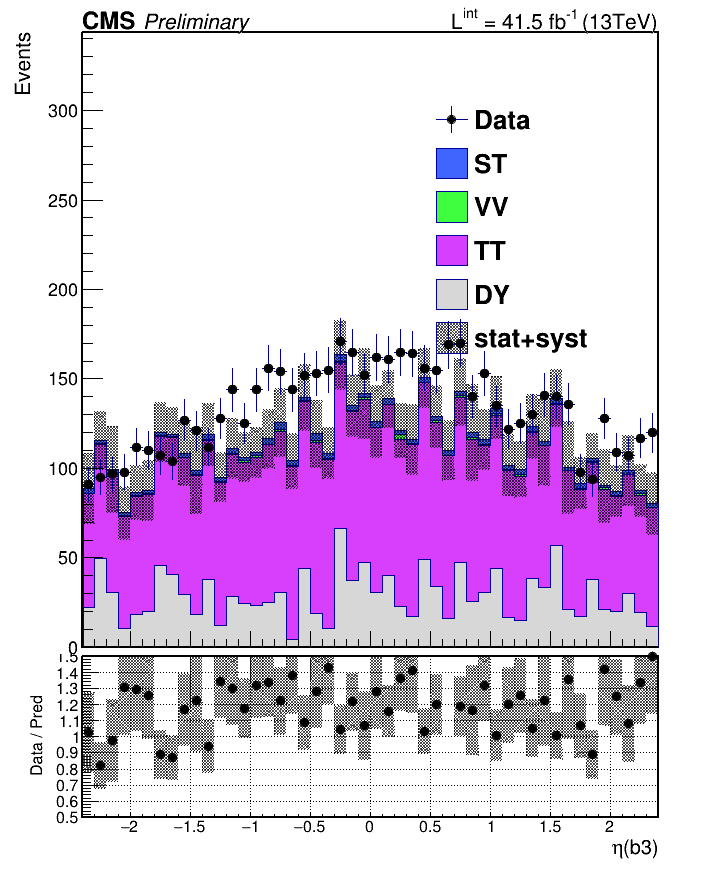 CMS Preliminary L^int = 41.5 fb^-1 (13TeV)
Events
300
250
200
150
100
50
0
Data
ST
VV
TT
DY
stat+syst
Data / Pred
1.5
1.4
1.3
1.2
1.1
1
0.9
0.8
0.7
0.6
0.5
−2 −1.5 −1 −0.5 0 0.5 1 1.5 2
η(b3)